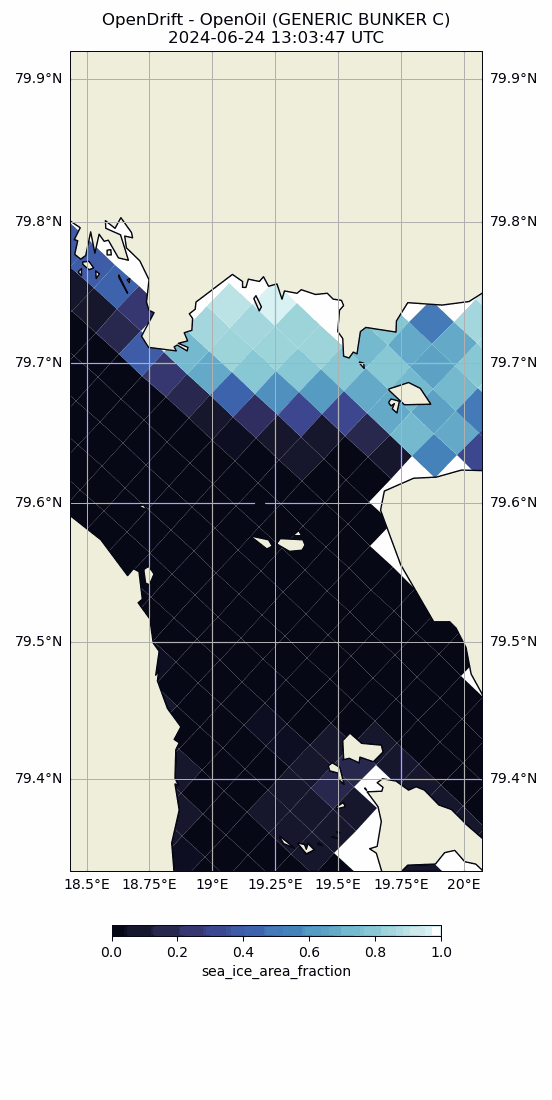 OpenDrift - OpenOil (GENERIC BUNKER C)
2024-06-24 13:03:47 UTC
79.9°N 79.9°N
79.8°N 79.8°N
79.7°N 79.7°N
79.6°N 79.6°N
79.5°N 79.5°N
79.4°N 79.4°N
18.5°E 18.75°E 19°E 19.25°E 19.5°E 19.75°E 20°E
0.0 0.2 0.4 0.6 0.8 1.0
sea_ice_area_fraction